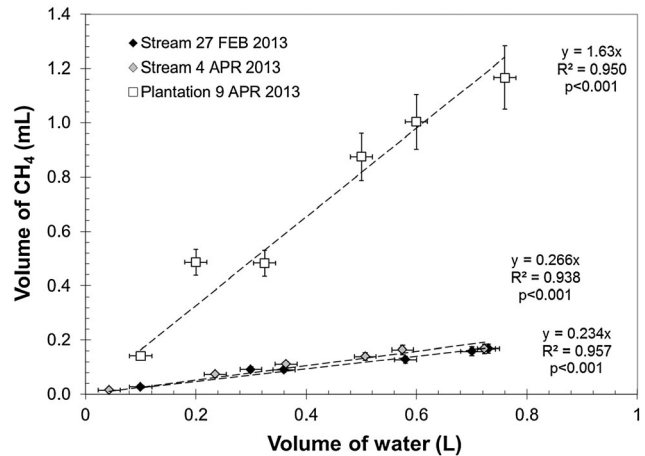 1.4
1.2
1.0
0.8
0.6
0.4
0.2
0.0
Volume of CH₄ (mL)
Stream 27 FEB 2013
Stream 4 APR 2013
Plantation 9 APR 2013
y = 1.63x
R² = 0.950
p<0.001
y = 0.266x
R² = 0.938
p<0.001
y = 0.234x
R² = 0.957
p<0.001
0 0.2 0.4 0.6 0.8 1
Volume of water (L)